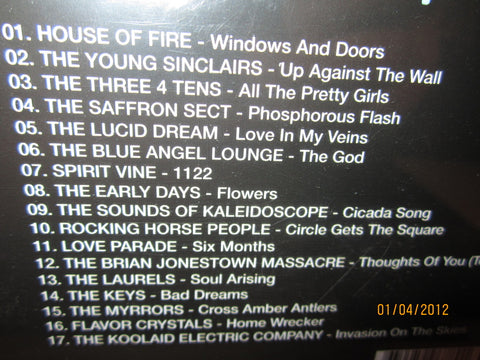 01. HOUSE OF FIRE - Windows And Doors
02. THE YOUNG SINCLAIRS - Up Against The Wall
03. THE THREE 4 TENS - All The Pretty Girls
04. THE SAFFRON SECT - Phosphorous Flash
05. THE LUCID DREAM - Love In My Veins
06. THE BLUE ANGEL LOUNGE - The God
07. SPIRIT VINE - 1122
08. THE EARLY DAYS - Flowers
09. THE SOUNDS OF KALEIDOSCOPE - Cicada Song
10. ROCKING HORSE PEOPLE - Circle Gets The Square
11. LOVE PARADE - Six Months
12. THE BRIAN JONESTOWN MASSACRE - Thoughts Of You (
13. THE LAURELS - Soul Arising
14. THE KEYS - Bad Dreams
15. THE MYRRORS - Cross Amber Antlers
16. FLAVOR CRYSTALS - Home Wrecker
17. THE KOOLAID ELECTRIC COMPANY - Invasion On The Skies
01/04/2012